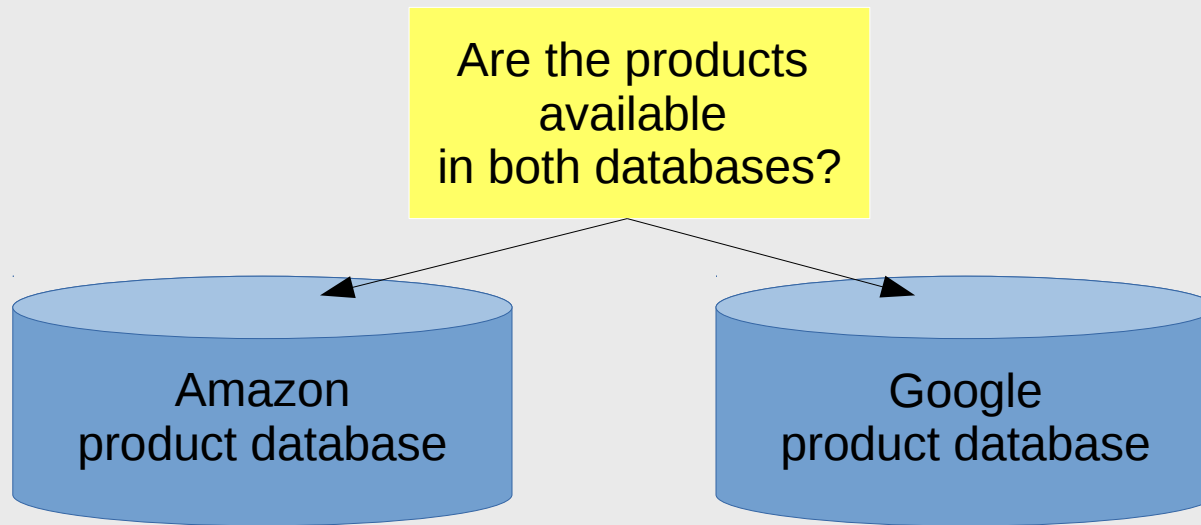 Are the products
available
in both databases?
Amazon
product database
Google
product database